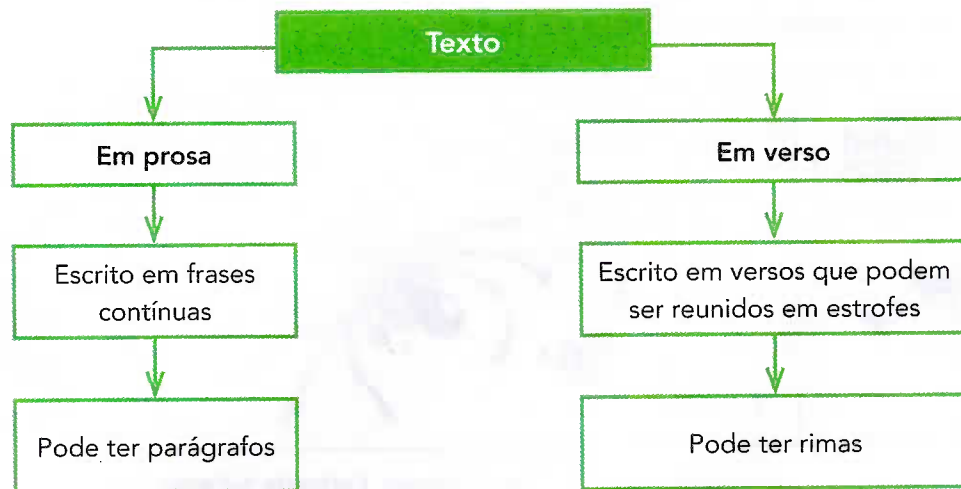 Texto
Em prosa
Em verso
Escrito em frases
contínuas
Escrito em versos que podem
ser reunidos em estrofes
Pode ter parágrafos
Pode ter rimas